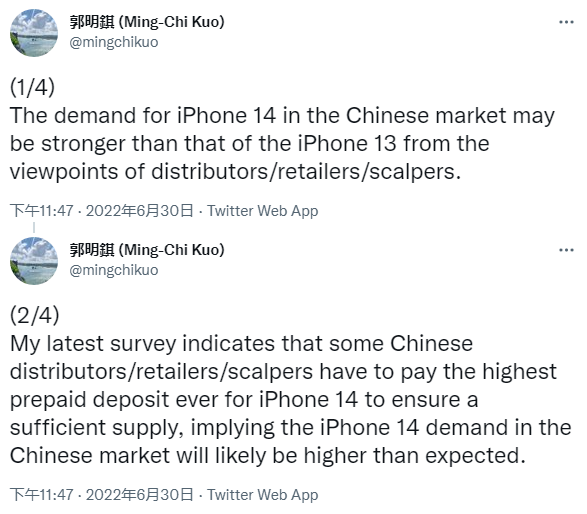 郭明錤 (Ming-Chi Kuo)
@mingchikuo
(1/4)
The demand for iPhone 14 in the Chinese market may
be stronger than that of the iPhone 13 from the
viewpoints of distributors/retailers/scalpers.
下午11:47 · 2022年6月30日 · Twitter Web App
郭明錤 (Ming-Chi Kuo)
@mingchikuo
(2/4)
My latest survey indicates that some Chinese
distributors/retailers/scalpers have to pay the highest
prepaid deposit ever for iPhone 14 to ensure a
sufficient supply, implying the iPhone 14 demand in the
Chinese market will likely be higher than expected.
下午11:47 · 2022年6月30日 · Twitter Web App